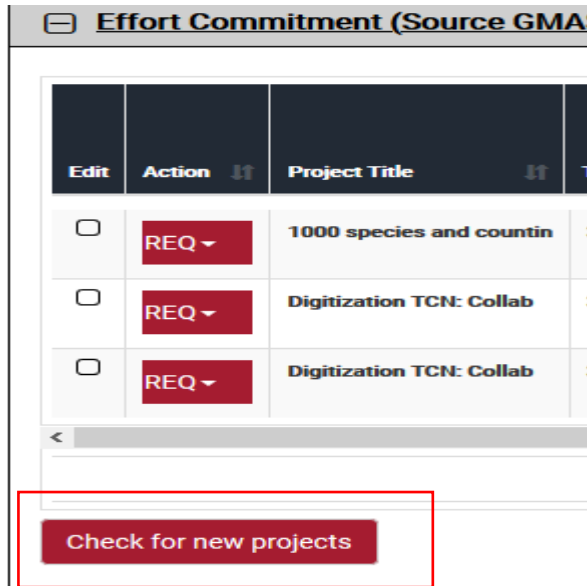 Effort Commitment (Source GMA
Edit Action Project Title
REQ 1000 species and countin
REQ Digitization TCN: Collab
REQ Digitization TCN: Collab
Check for new projects